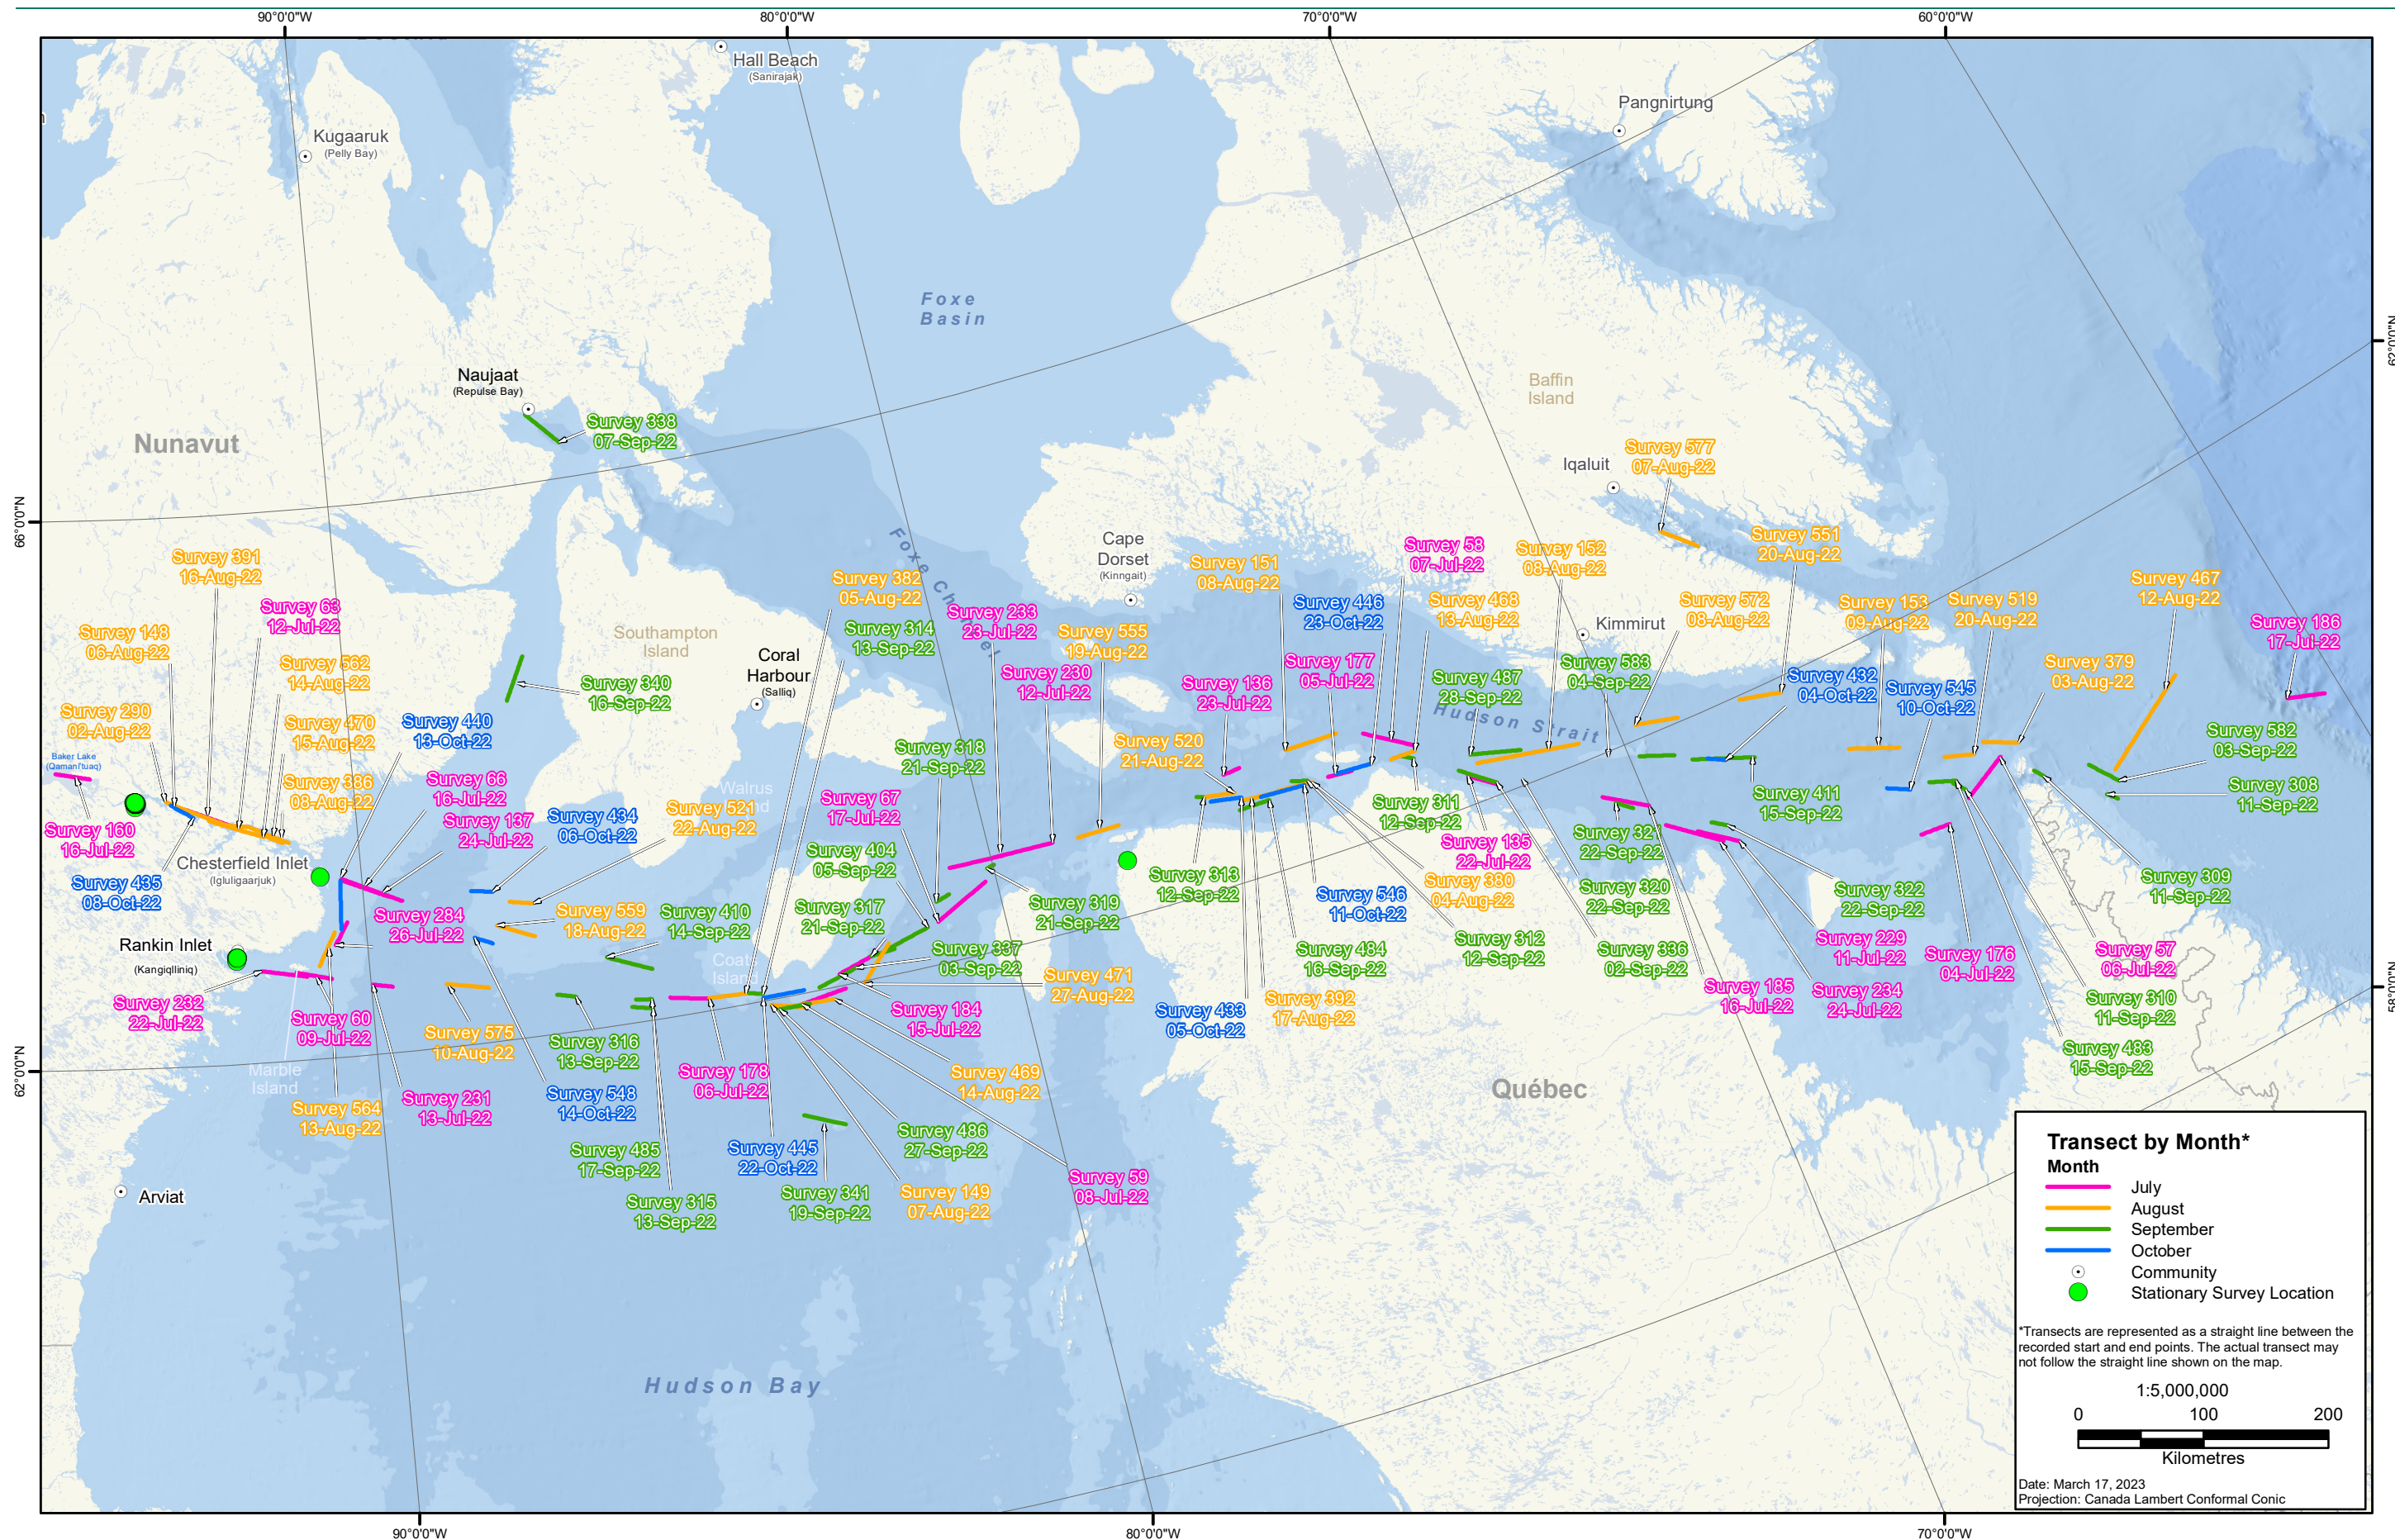 90°0'0"W
80°0'0"W
70°0'0"W
60°0'0"W
Hall Beach
(Sanirajak)
Kugaaruk
(Pelly Bay)
Pangnirtung
Foxe
Basin
62°0'0"N
Naujaat
(Repulse Bay)
Baffin
Island
Survey 338
07-Sep-22
Nunavut
Survey 577
07-Aug-22
Iqaluit
66°0'0"N
Foxe Channel
Cape
Dorset
(Kinngait)
Survey 391
16-Aug-22
Survey 63
12-Jul-22
Survey 148
06-Aug-22
Survey 562
14-Aug-22
Survey 290
02-Aug-22
Survey 470
15-Aug-22
Survey 386
08-Aug-22
Baker Lake
(Qamani'tuaq)
Survey 160
16-Jul-22
Survey 435
08-Oct-22
Chesterfield Inlet
(Igluligaarjuk)
Survey 440
13-Oct-22
Survey 66
16-Jul-22
Survey 137
24-Jul-22
Survey 434
06-Oct-22
Survey 521
22-Aug-22
Survey 284
26-Jul-22
Survey 559
18-Aug-22
Survey 410
14-Sep-22
Southampton
Island
Survey 340
16-Sep-22
Coral
Harbour
(Salliq)
Survey 382
05-Aug-22
Survey 314
13-Sep-22
Survey 233
23-Jul-22
Survey 230
12-Jul-22
Survey 555
19-Aug-22
Survey 318
21-Sep-22
Survey 67
17-Jul-22
Survey 404
05-Sep-22
Survey 317
21-Sep-22
Survey 319
21-Sep-22
Survey 337
03-Sep-22
Survey 471
27-Aug-22
Survey 184
15-Jul-22
Walrus
Coats
Island
Survey 151
08-Aug-22
Survey 446
23-Oct-22
Survey 58
07-Jul-22
Survey 152
08-Aug-22
Survey 468
13-Aug-22
Survey 551
20-Aug-22
Survey 572
08-Aug-22
Kimmirut
Survey 153
09-Aug-22
Survey 519
20-Aug-22
Survey 467
12-Aug-22
Survey 186
17-Jul-22
Survey 379
03-Aug-22
Survey 136
23-Jul-22
Survey 177
05-Jul-22
Survey 487
28-Sep-22
Survey 583
04-Sep-22
Survey 432
04-Oct-22
Survey 545
10-Oct-22
Hudson Strait
Survey 520
21-Aug-22
Survey 582
03-Sep-22
Survey 308
11-Sep-22
Survey 311
12-Sep-22
Survey 411
15-Sep-22
Survey 135
22-Jul-22
Survey 321
22-Sep-22
Survey 313
12-Sep-22
Survey 546
11-Oct-22
Survey 380
04-Aug-22
Survey 320
22-Sep-22
Survey 322
22-Sep-22
Survey 309
11-Sep-22
Survey 484
16-Sep-22
Survey 312
12-Sep-22
Survey 336
02-Sep-22
Survey 229
11-Jul-22
Survey 176
04-Jul-22
Survey 57
06-Jul-22
Survey 433
05-Oct-22
Survey 392
17-Aug-22
Survey 185
16-Jul-22
Survey 234
24-Jul-22
Survey 310
11-Sep-22
Survey 483
15-Sep-22
58°0'0"N
Rankin Inlet
(Kangiqlliniq)
Survey 232
22-Jul-22
Survey 60
09-Jul-22
Survey 575
10-Aug-22
Survey 316
13-Sep-22
Survey 178
06-Jul-22
Survey 469
14-Aug-22
62°0'0"N
Marble
Island
Survey 564
13-Aug-22
Survey 231
13-Jul-22
Survey 548
14-Oct-22
Survey 485
17-Sep-22
Survey 315
13-Sep-22
Survey 445
22-Oct-22
Survey 341
19-Sep-22
Survey 486
27-Sep-22
Survey 149
07-Aug-22
Survey 59
08-Jul-22
Québec
Arviat
Hudson Bay
Transect by Month*
Month
July
August
September
October
Community
Stationary Survey Location
*Transects are represented as a straight line between the
recorded start and end points. The actual transect may
not follow the straight line shown on the map.
1:5,000,000
0 100 200
Kilometres
Date: March 17, 2023
Projection: Canada Lambert Conformal Conic
90°0'0"W
80°0'0"W
70°0'0"W